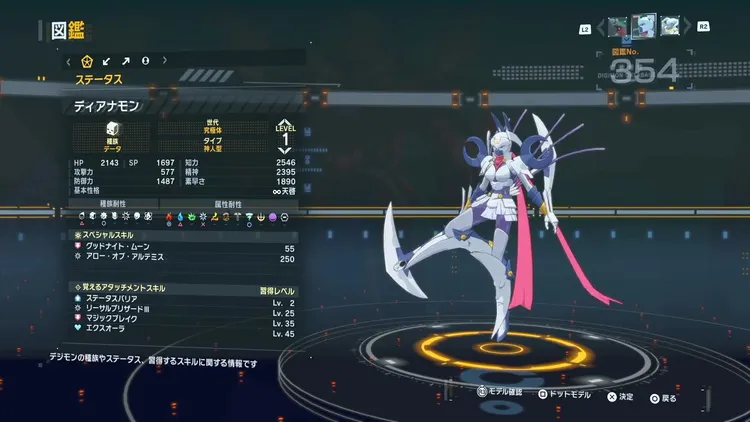 図鑑
L2
R2
図鑑No.
354
ステータス
ディアナモン
種族
データ
世代
究極体
タイプ
神人型
LEVEL
1
HP 2143 SP 1697 知力 2546
攻撃力 577 精神 2395
防御力 1487 素早さ 1890
基本性格 ∞天啓
種族耐性 属性耐性
スペシャルスキル
グッドナイト・ムーン 55
アロー・オブ・アルテミス 250
覚えるアタッチメントスキル 習得レベル
ステータスバリア Lv. 2
リーサルブリザードIII Lv. 25
マジックブレイク Lv. 35
エクスオーラ Lv. 45
デジモンの種族やステータス、習得するスキルに関する情報です
R3 モデル確認 ドットモデル 決定 戻る